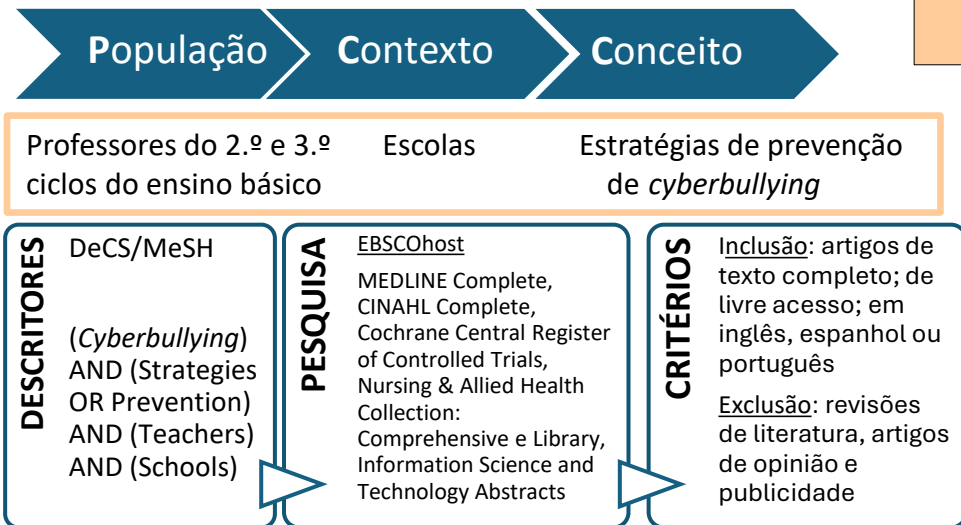 População
Contexto
Conceito
Professores do 2.º e 3.º
ciclos do ensino básico
Escolas
Estratégias de prevenção
de cyberbullying
DESCRITORES
DeCS/MeSH
(Cyberbullying)
AND (Strategies
OR Prevention)
AND (Teachers)
AND (Schools)
PESQUISA
EBSCOhost
MEDLINE Complete,
CINAHL Complete,
Cochrane Central Register
of Controlled Trials,
Nursing & Allied Health
Collection:
Comprehensive e Library,
Information Science and
Technology Abstracts
CRITÉRIOS
Inclusão: artigos de
texto completo; de
livre acesso; em
inglês, espanhol ou
português
Exclusão: revisões
de literatura, artigos
de opinião e
publicidade